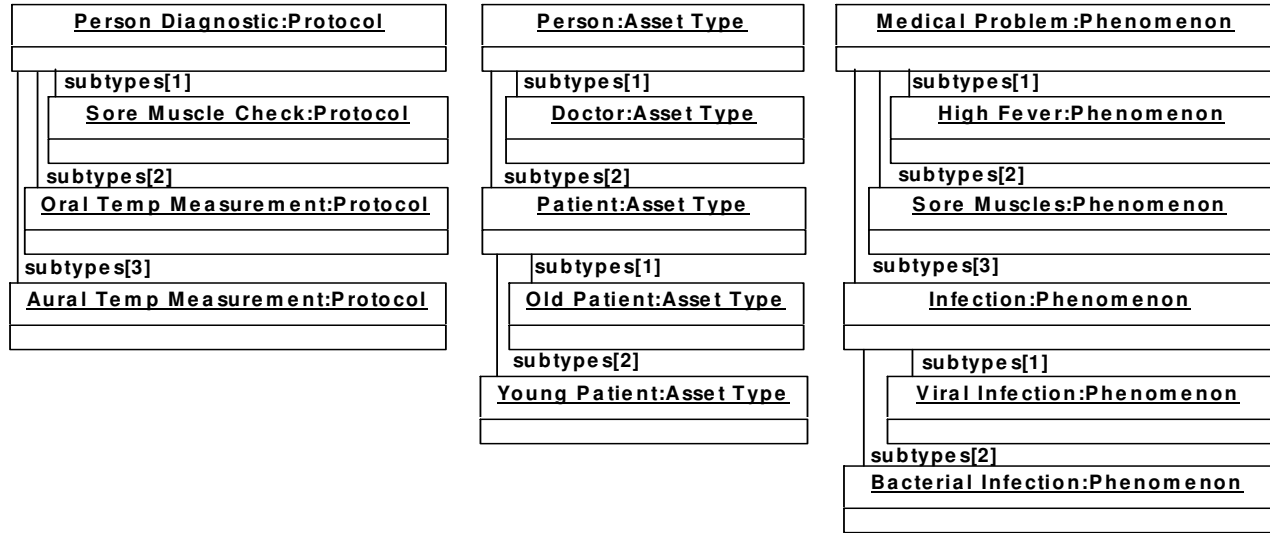 Person Diagnostic:Protocol
subtypes[1]
Sore Muscle Check:Protocol
subtypes[2]
Oral Temp Measurement:Protocol
subtypes[3]
Aural Temp Measurement:Protocol
Person:Asset Type
subtypes[1]
Doctor:Asset Type
subtypes[2]
Patient:Asset Type
subtypes[1]
Old Patient:Asset Type
subtypes[2]
Young Patient:Asset Type
Medical Problem:Phenomenon
subtypes[1]
High Fever:Phenomenon
subtypes[2]
Sore Muscles:Phenomenon
subtypes[3]
Infection:Phenomenon
subtypes[1]
Viral Infection:Phenomenon
subtypes[2]
Bacterial Infection:Phenomenon